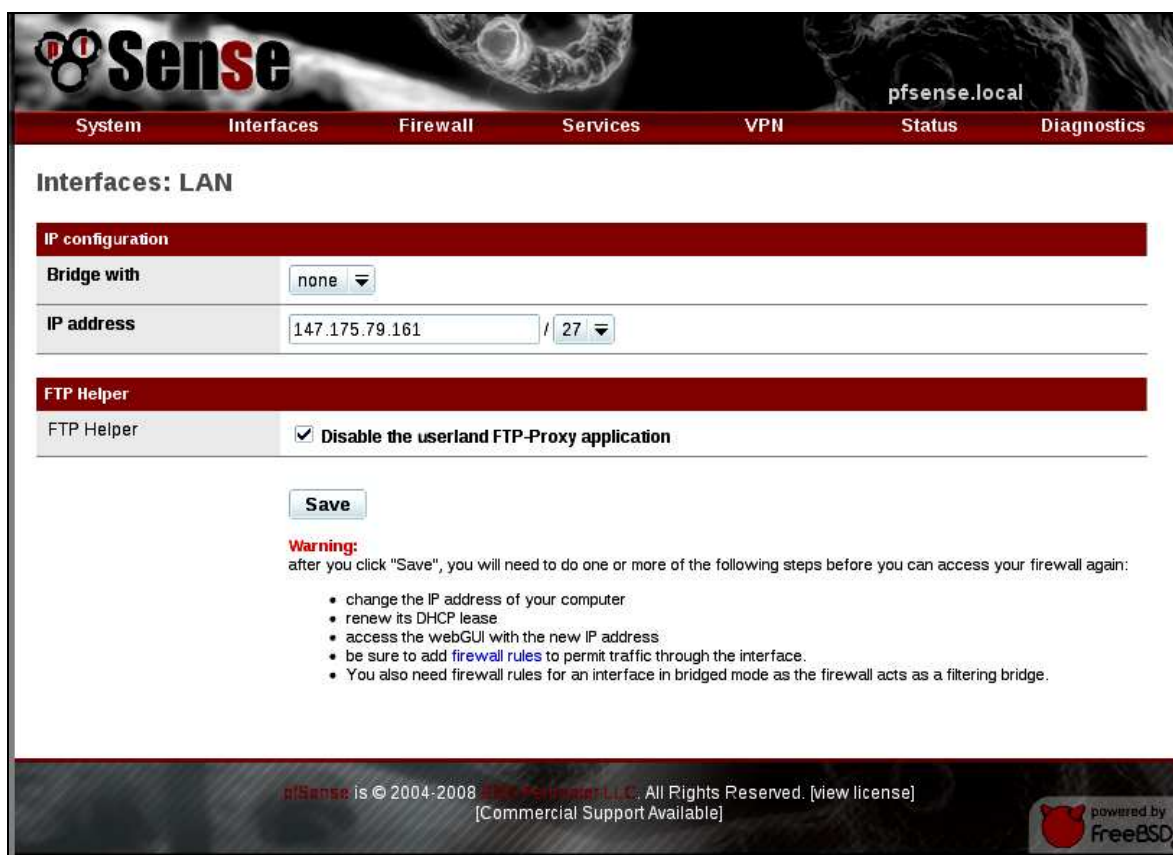 pfSense
pfsense.local
System Interfaces Firewall Services VPN Status Diagnostics
Interfaces: LAN
IP configuration
Bridge with none
IP address 147.175.79.161 / 27
FTP Helper
FTP Helper Disable the userland FTP-Proxy application
Save
Warning:
after you click "Save", you will need to do one or more of the following steps before you can access your firewall again:
• change the IP address of your computer
• renew its DHCP lease
• access the webGUI with the new IP address
• be sure to add firewall rules to permit traffic through the interface.
• You also need firewall rules for an interface in bridged mode as the firewall acts as a filtering bridge.
pfSense is © 2004-2008 LLC. All Rights Reserved. [view license]
[Commercial Support Available]
powered by
FreeBSD